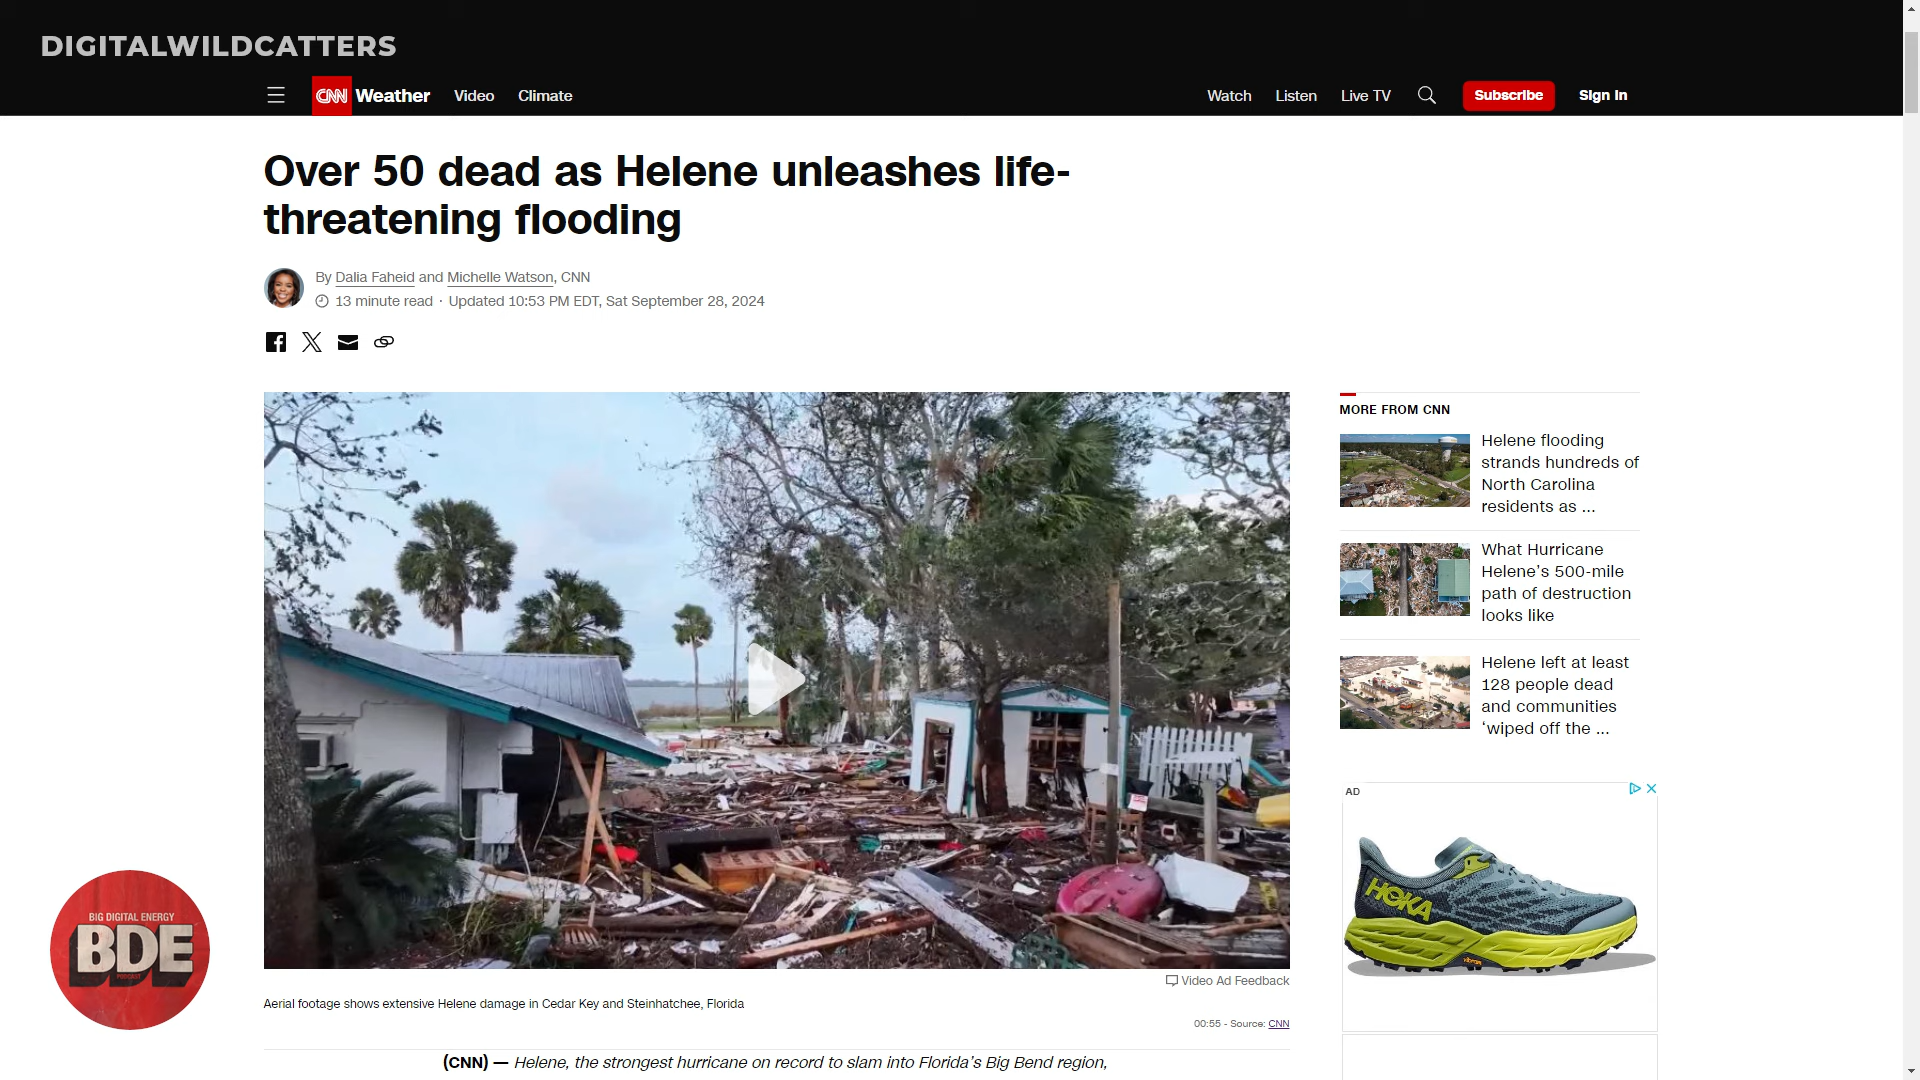 DIGITALWILDCATTERS
CNN Weather Video Climate Watch Listen Live TV Subscribe Sign In
Over 50 dead as Helene unleashes life-
threatening flooding
By Dalia Faheid and Michelle Watson, CNN
13 minute read · Updated 10:53 PM EDT, Sat September 28, 2024
MORE FROM CNN
Helene flooding
strands hundreds of
North Carolina
residents as ...
What Hurricane
Helene’s 500-mile
path of destruction
looks like
Helene left at least
128 people dead
and communities
‘wiped off the ...
AD
HOKA
vibram
BIG DIGITAL ENERGY
BDE
PODCAST
Video Ad Feedback
Aerial footage shows extensive Helene damage in Cedar Key and Steinhatchee, Florida
00:55 - Source: CNN
(CNN) — Helene, the strongest hurricane on record to slam into Florida’s Big Bend region,